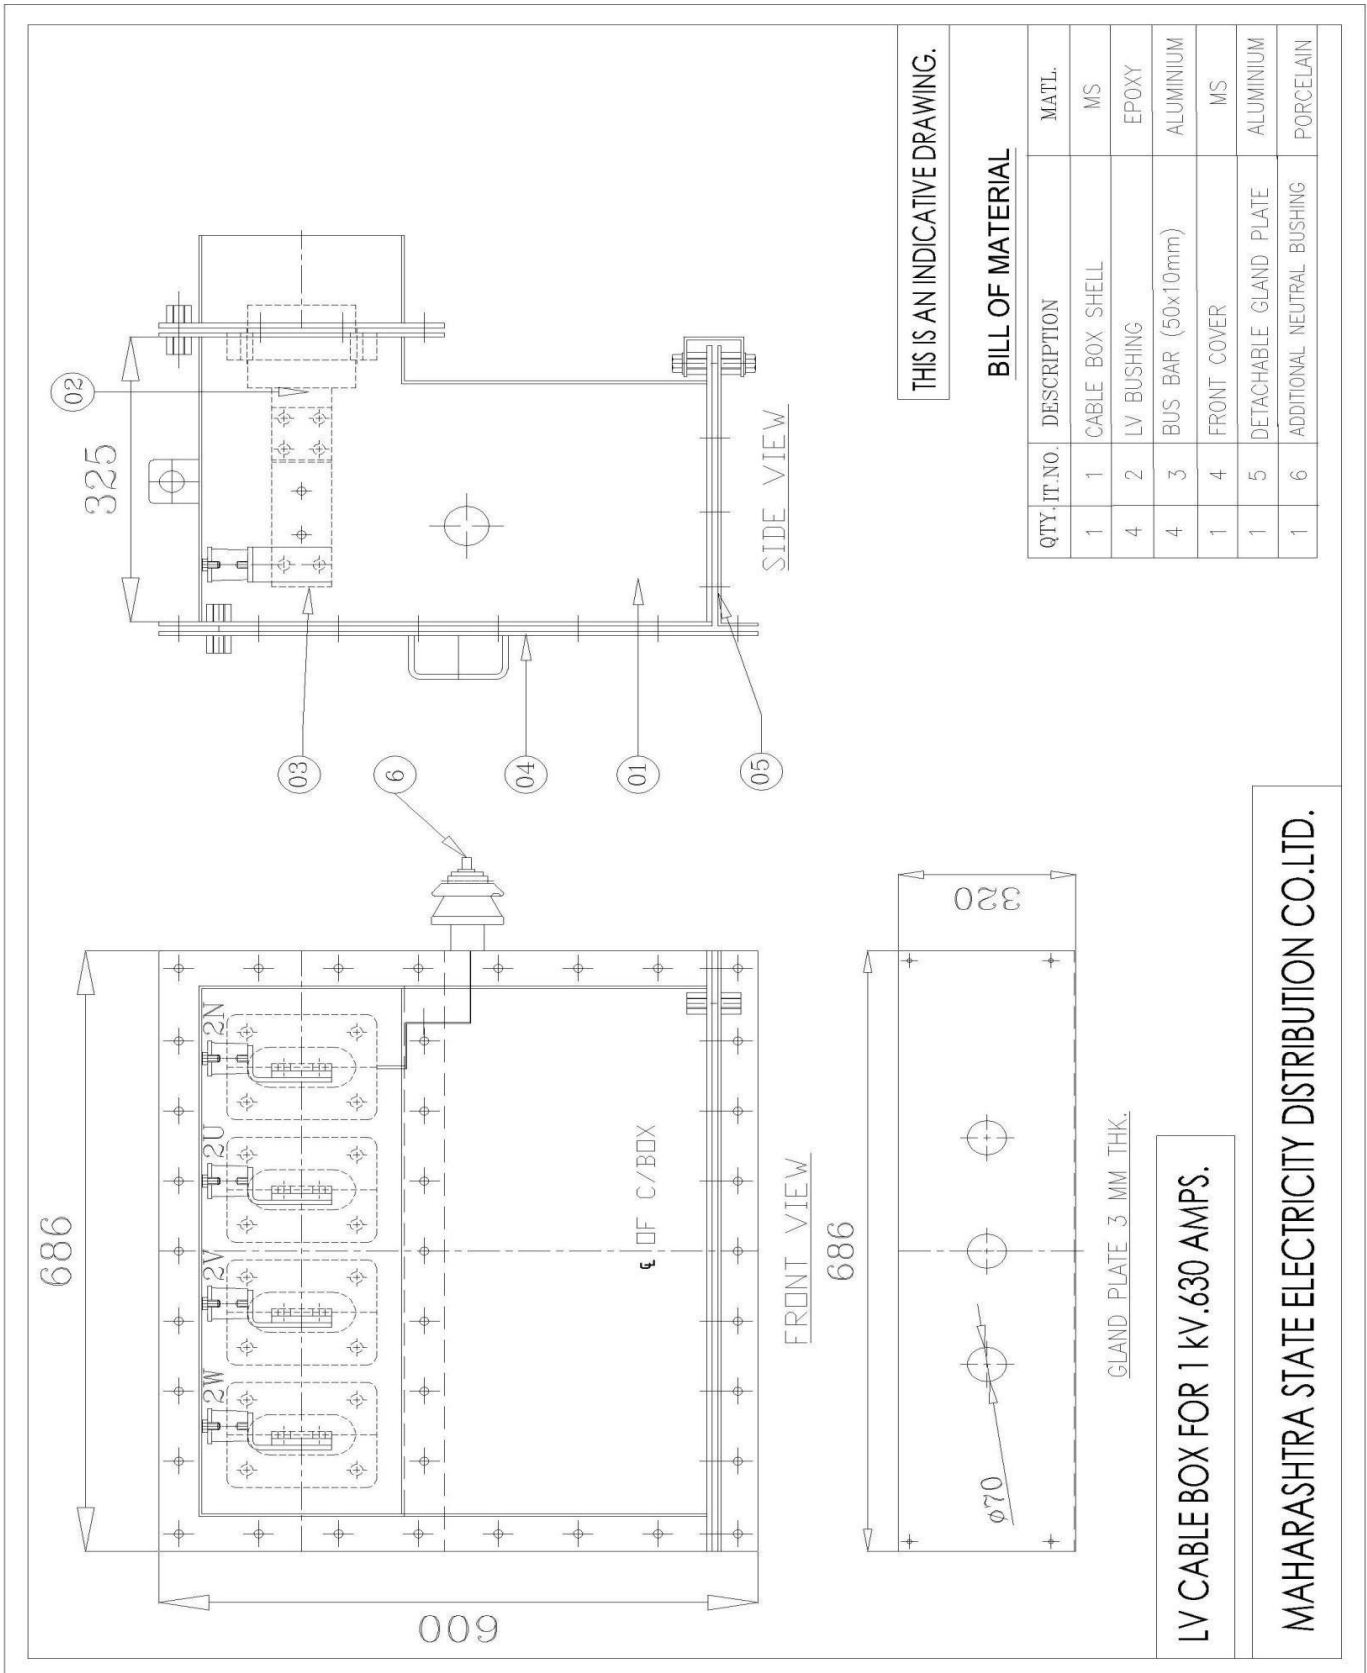 686
600
2W
2V
2U
2N
℄ OF C/BOX
FRONT VIEW
6
325
02
03
04
01
05
SIDE VIEW
686
320
φ70
GLAND PLATE 3 MM THK.
THIS IS AN INDICATIVE DRAWING.
BILL OF MATERIAL
QTY. IT.NO. DESCRIPTION MATL.
1 1 CABLE BOX SHELL MS
4 2 LV BUSHING EPOXY
4 3 BUS BAR (50x10mm) ALUMINIUM
1 4 FRONT COVER MS
1 5 DETACHABLE GLAND PLATE ALUMINIUM
1 6 ADDITIONAL NEUTRAL BUSHING PORCELAIN
LV CABLE BOX FOR 1 KV.630 AMPS.
MAHARASHTRA STATE ELECTRICITY DISTRIBUTION CO.LTD.